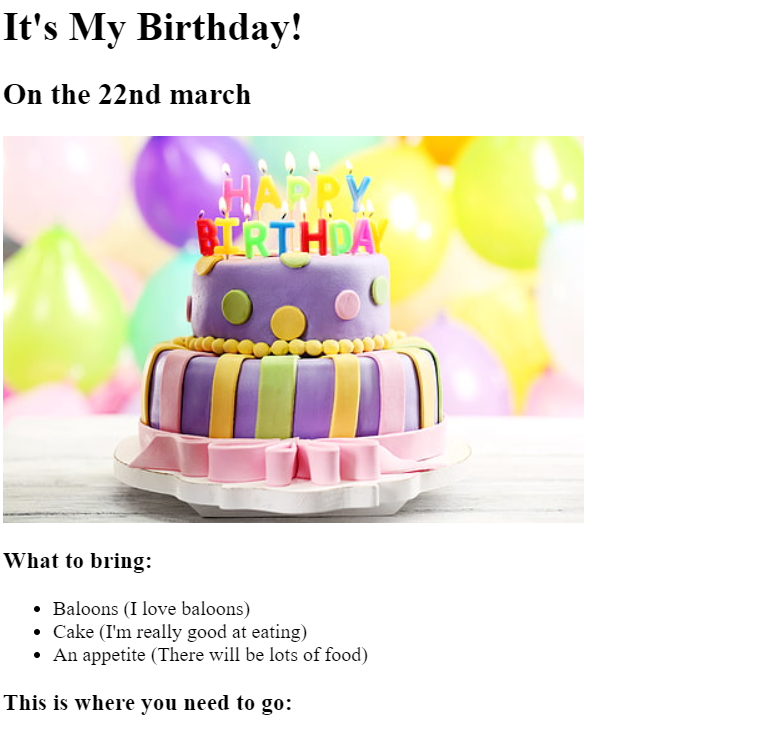 It's My Birthday!
On the 22nd march
HAPPY
BIRTHDAY
What to bring:
Baloons (I love baloons)
Cake (I'm really good at eating)
An appetite (There will be lots of food)
This is where you need to go: